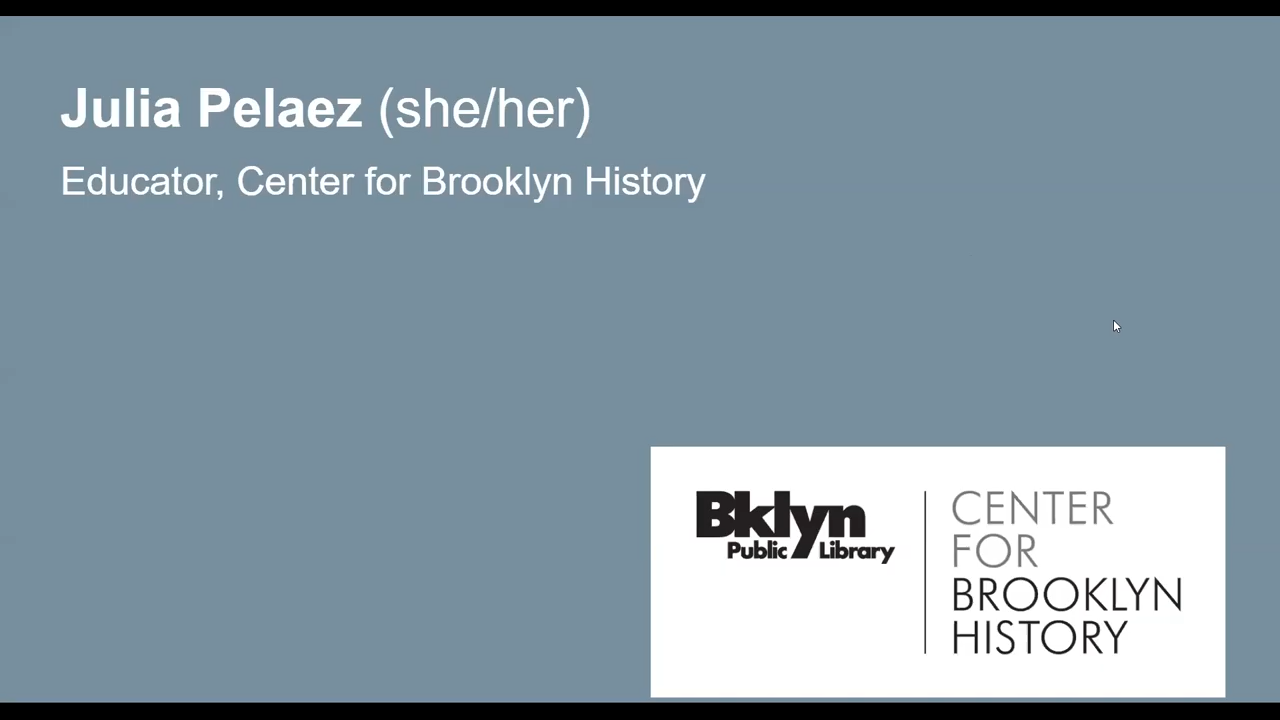 Julia Pelaez (she/her)
Educator, Center for Brooklyn History
Bklyn
Public Library
CENTER
FOR
BROOKLYN
HISTORY